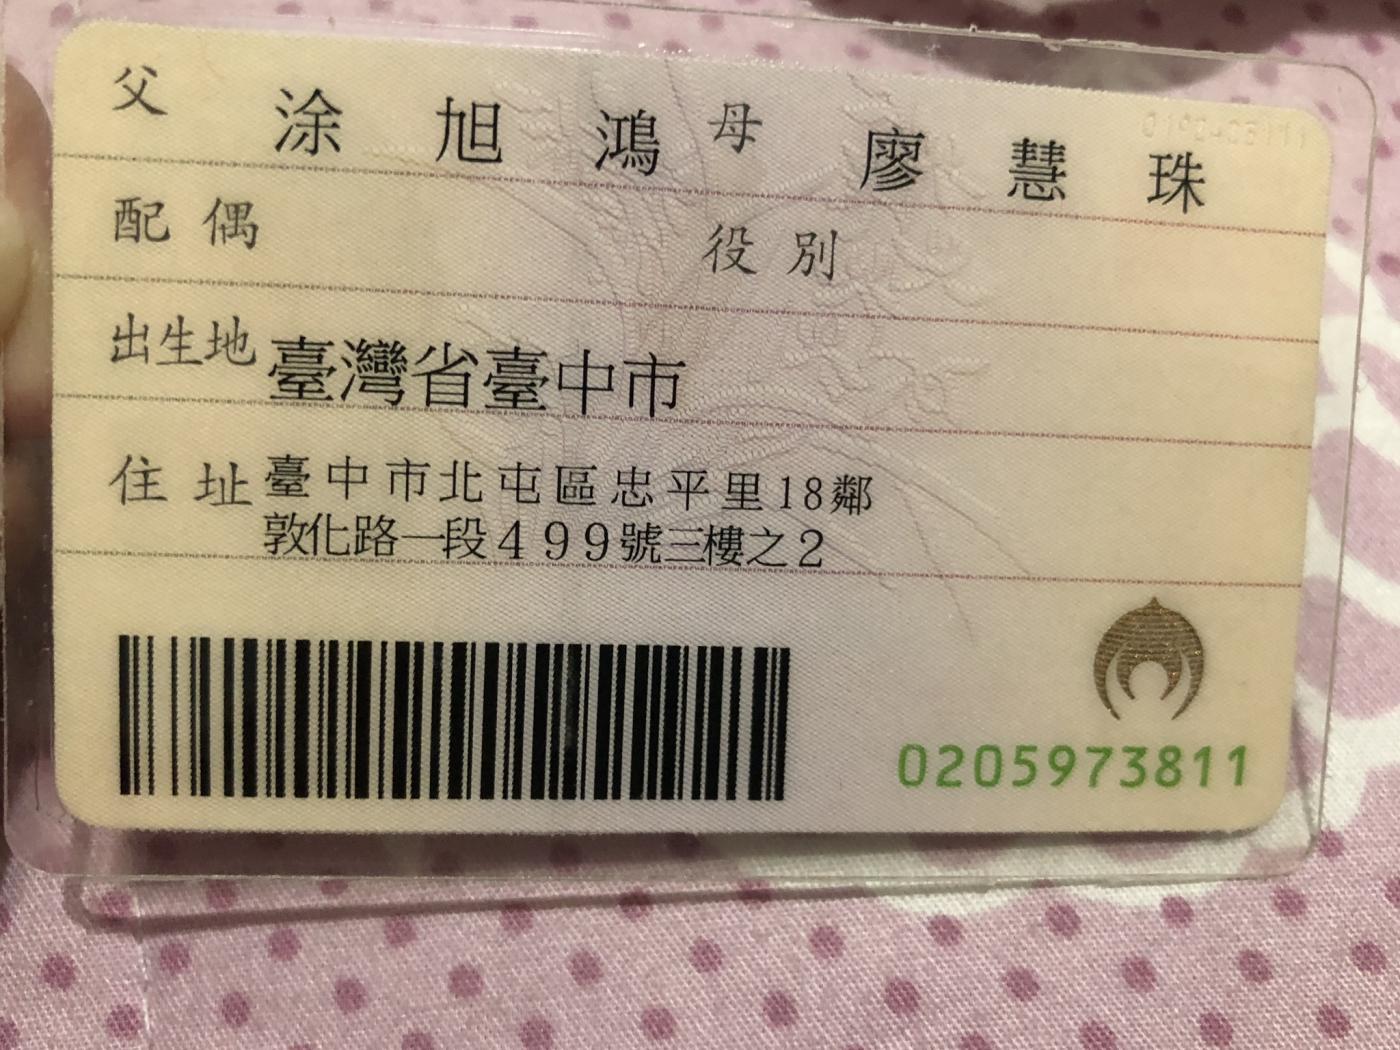 父 涂旭鴻 母 廖慧珠
配偶 役別
出生地 臺灣省臺中市
住址 臺中市北屯區忠平里18鄰
敦化路一段499號三樓之2
0205973811